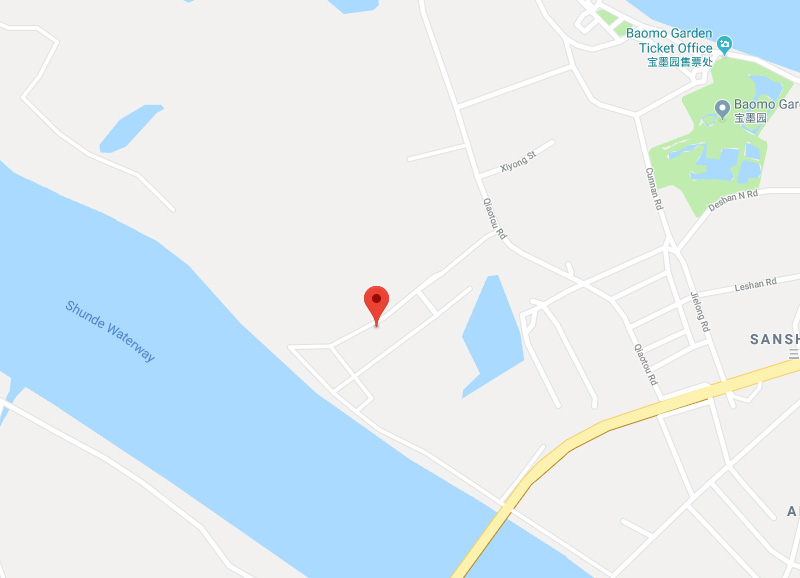 Baomo Garden
Ticket Office
宝墨园售票处
Baomo Gar
宝墨园
Xiyong St
Cunnan Rd
Deshan N Rd
Qiaotou Rd
Leshan Rd
Jielong Rd
Shunde Waterway
SANSH
三
Qiaotou Rd
A